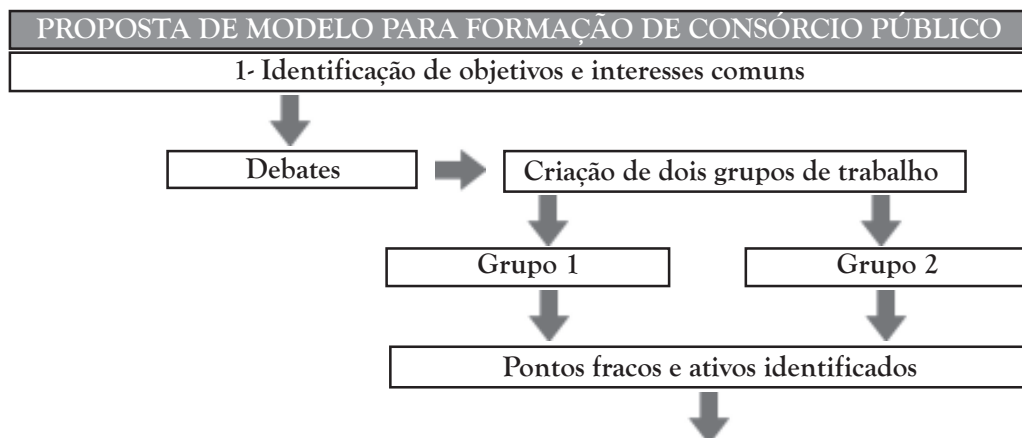 PROPOSTA DE MODELO PARA FORMAÇÃO DE CONSÓRCIO PÚBLICO
1- Identificação de objetivos e interesses comuns
Debates
Criação de dois grupos de trabalho
Grupo 1
Grupo 2
Pontos fracos e ativos identificados